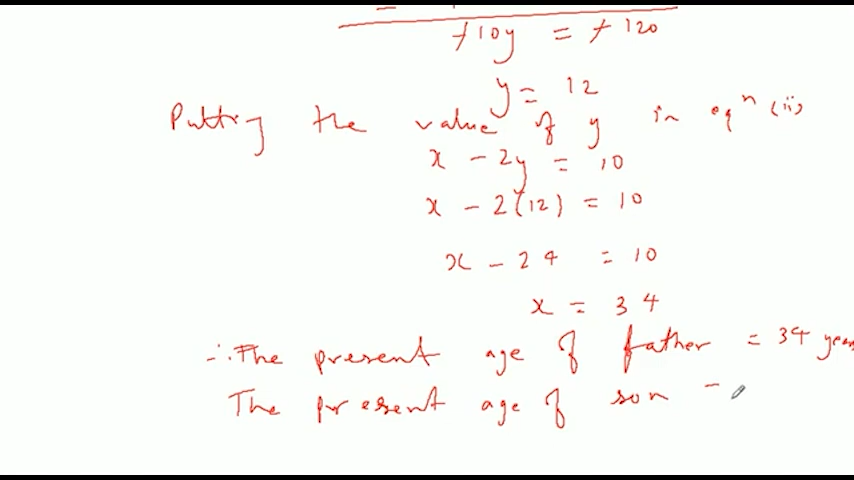 +10y = +120
y = 12
Putting the value of y in eqⁿ (ii)
x - 2y = 10
x - 2(12) = 10
x - 24 = 10
x = 34
∴ The present age of father = 34 years
The present age of son -